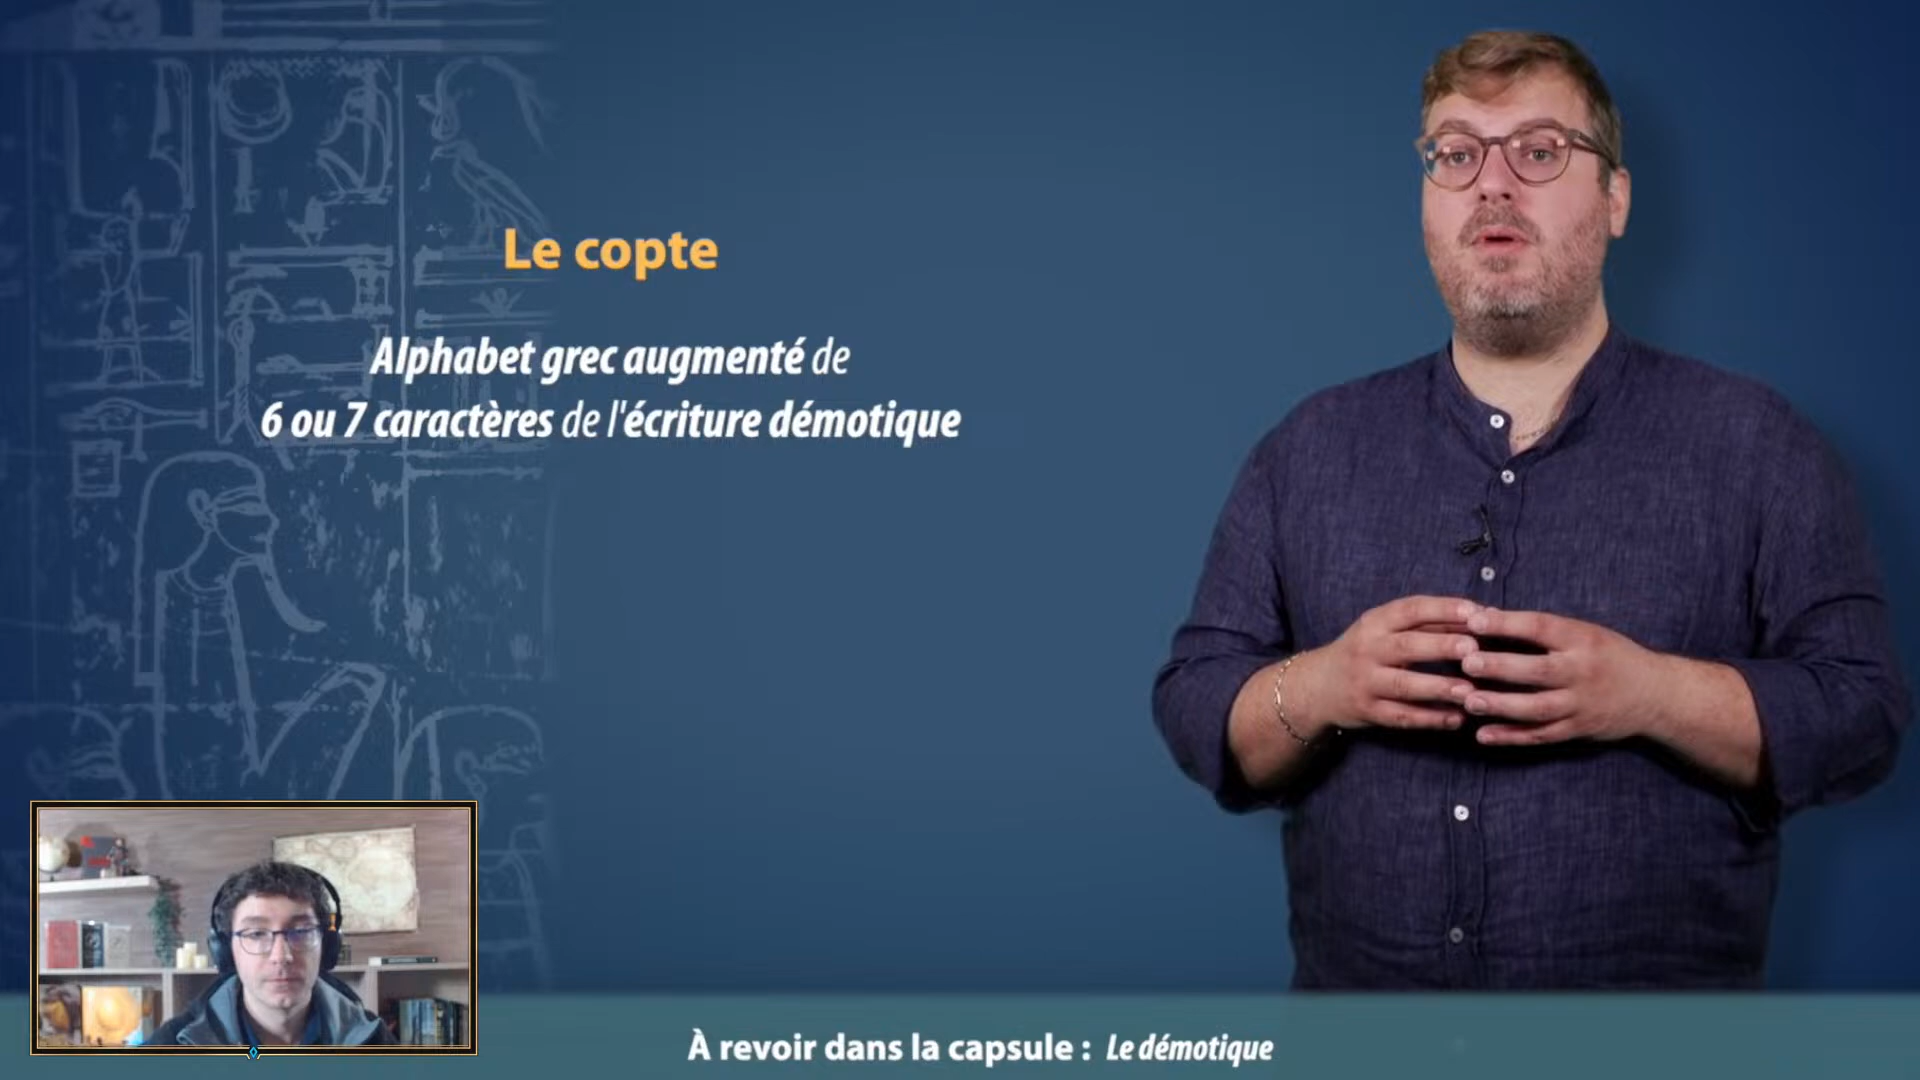 Le copte
Alphabet grec augmenté de
6 ou 7 caractères de l'écriture démotique
À revoir dans la capsule : Le démotique